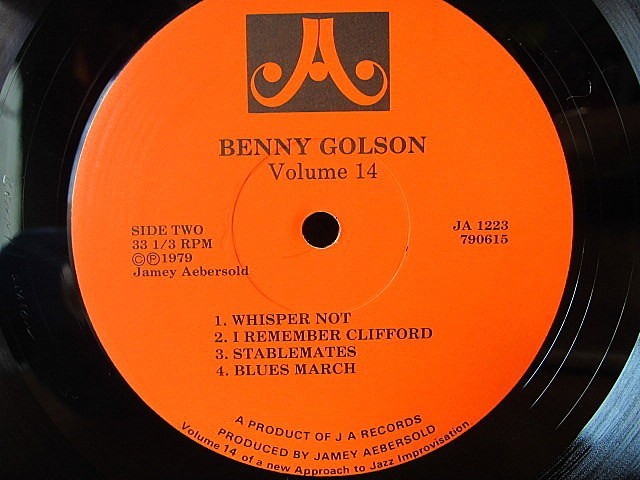 BENNY GOLSON
Volume 14
SIDE TWO
33 1/3 RPM
©℗1979
Jamey Aebersold
JA 1223
790615
1. WHISPER NOT
2. I REMEMBER CLIFFORD
3. STABLEMATES
4. BLUES MARCH
A PRODUCT OF J A RECORDS
PRODUCED BY JAMEY AEBERSOLD
Volume 14 of a new Approach to Jazz Improvisation